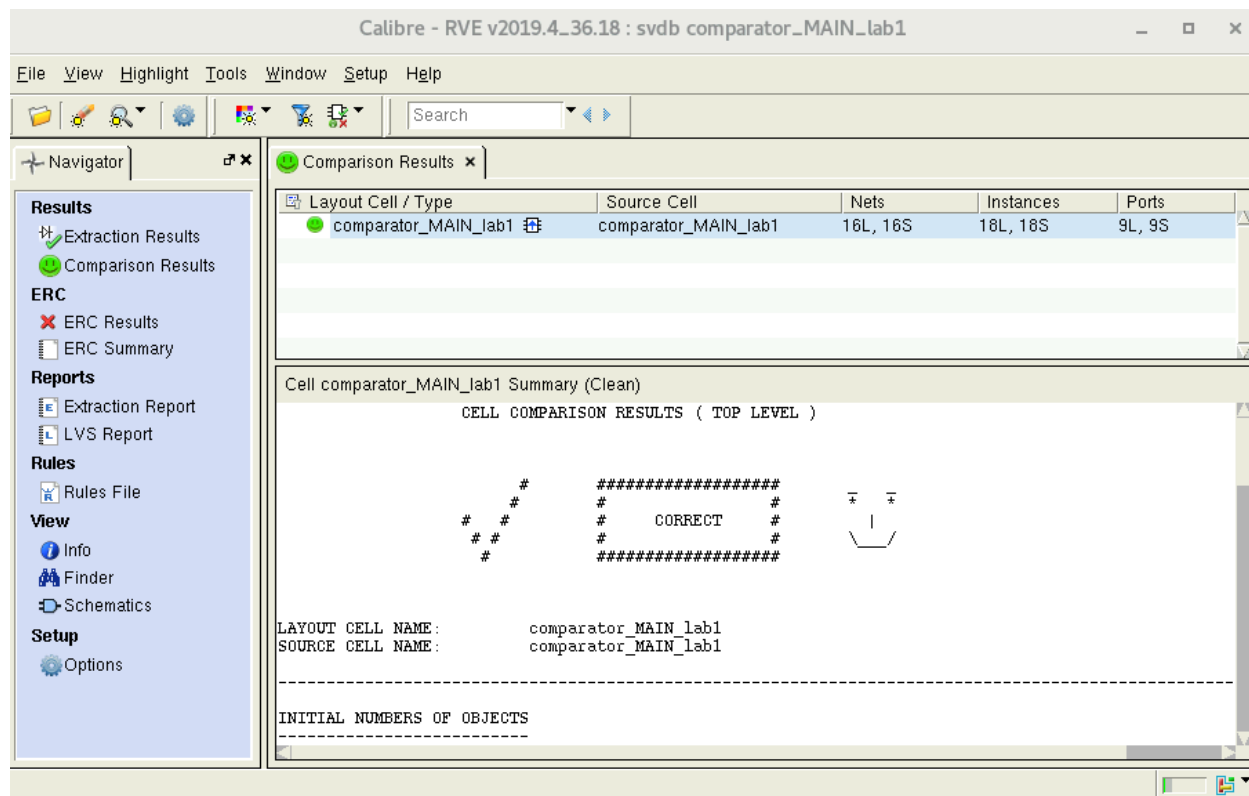 Calibre - RVE v2019.4_36.18 : svdb comparator_MAIN_lab1
File View Highlight Tools Window Setup Help
Search
Navigator
Results
Extraction Results
Comparison Results
ERC
ERC Results
ERC Summary
Reports
Extraction Report
LVS Report
Rules
Rules File
View
Info
Finder
Schematics
Setup
Options
Comparison Results
Layout Cell / Type Source Cell Nets Instances Ports
comparator_MAIN_lab1 comparator_MAIN_lab1 16L, 16S 18L, 18S 9L, 9S
Cell comparator_MAIN_lab1 Summary (Clean)
CELL COMPARISON RESULTS ( TOP LEVEL )
# ################### _ _
# # # * *
# # # CORRECT # |
# # # # \___/
# ###################
LAYOUT CELL NAME: comparator_MAIN_lab1
SOURCE CELL NAME: comparator_MAIN_lab1
INITIAL NUMBERS OF OBJECTS